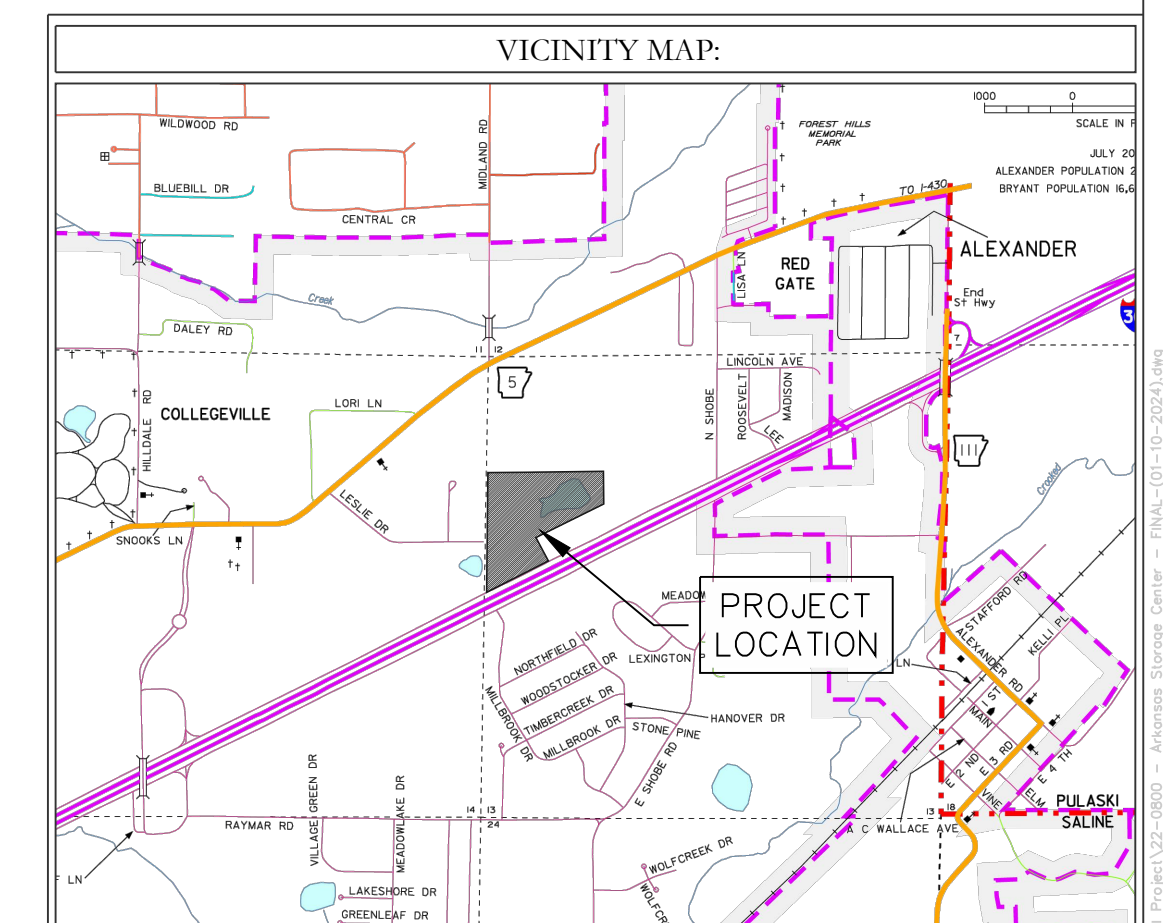 VICINITY MAP:
1000 0
SCALE IN F
JULY 20
ALEXANDER POPULATION 2
BRYANT POPULATION 16,6
WILDWOOD RD
MIDLAND RD
FOREST HILLS
MEMORIAL
PARK
BLUEBILL DR
CENTRAL CR
TO I-430
ALEXANDER
LISA LN
RED
GATE
End
St Hwy
Creek
3
DALEY RD
7
11 12
5
LINCOLN AVE
N SHOBE
ROOSEVELT
MADISON
LEE
HILLDALE RD
COLLEGEVILLE
LORI LN
111
Crooked
LESLIE DR
SNOOKS LN
PROJECT
LOCATION
MEADOW
LEXINGTON P
STAFFORD RD
KELLI PL
ALEXANDER RD
LN
1 ST
MAIN
NORTHFIELD DR
WOODSTOCKER DR
TIMBERCREEK DR
MILLBROOK DR
MILLBROOK DR
HANOVER DR
STONE PINE
E SHOBE RD
E 2 ND
E 3 RD
E 4 TH
VINE
ELM
PULASKI
SALINE
14 13
24
13 18
A C WALLACE AVE
RAYMAR RD
VILLAGE GREEN DR
MEADOWLAKE DR
F LN
LAKESHORE DR
GREENLEAF DR
WOLFCREEK DR
WOLFCR
Project\22-0800 - Arkansas Storage Center - FINAL-(01-10-2024).dwg